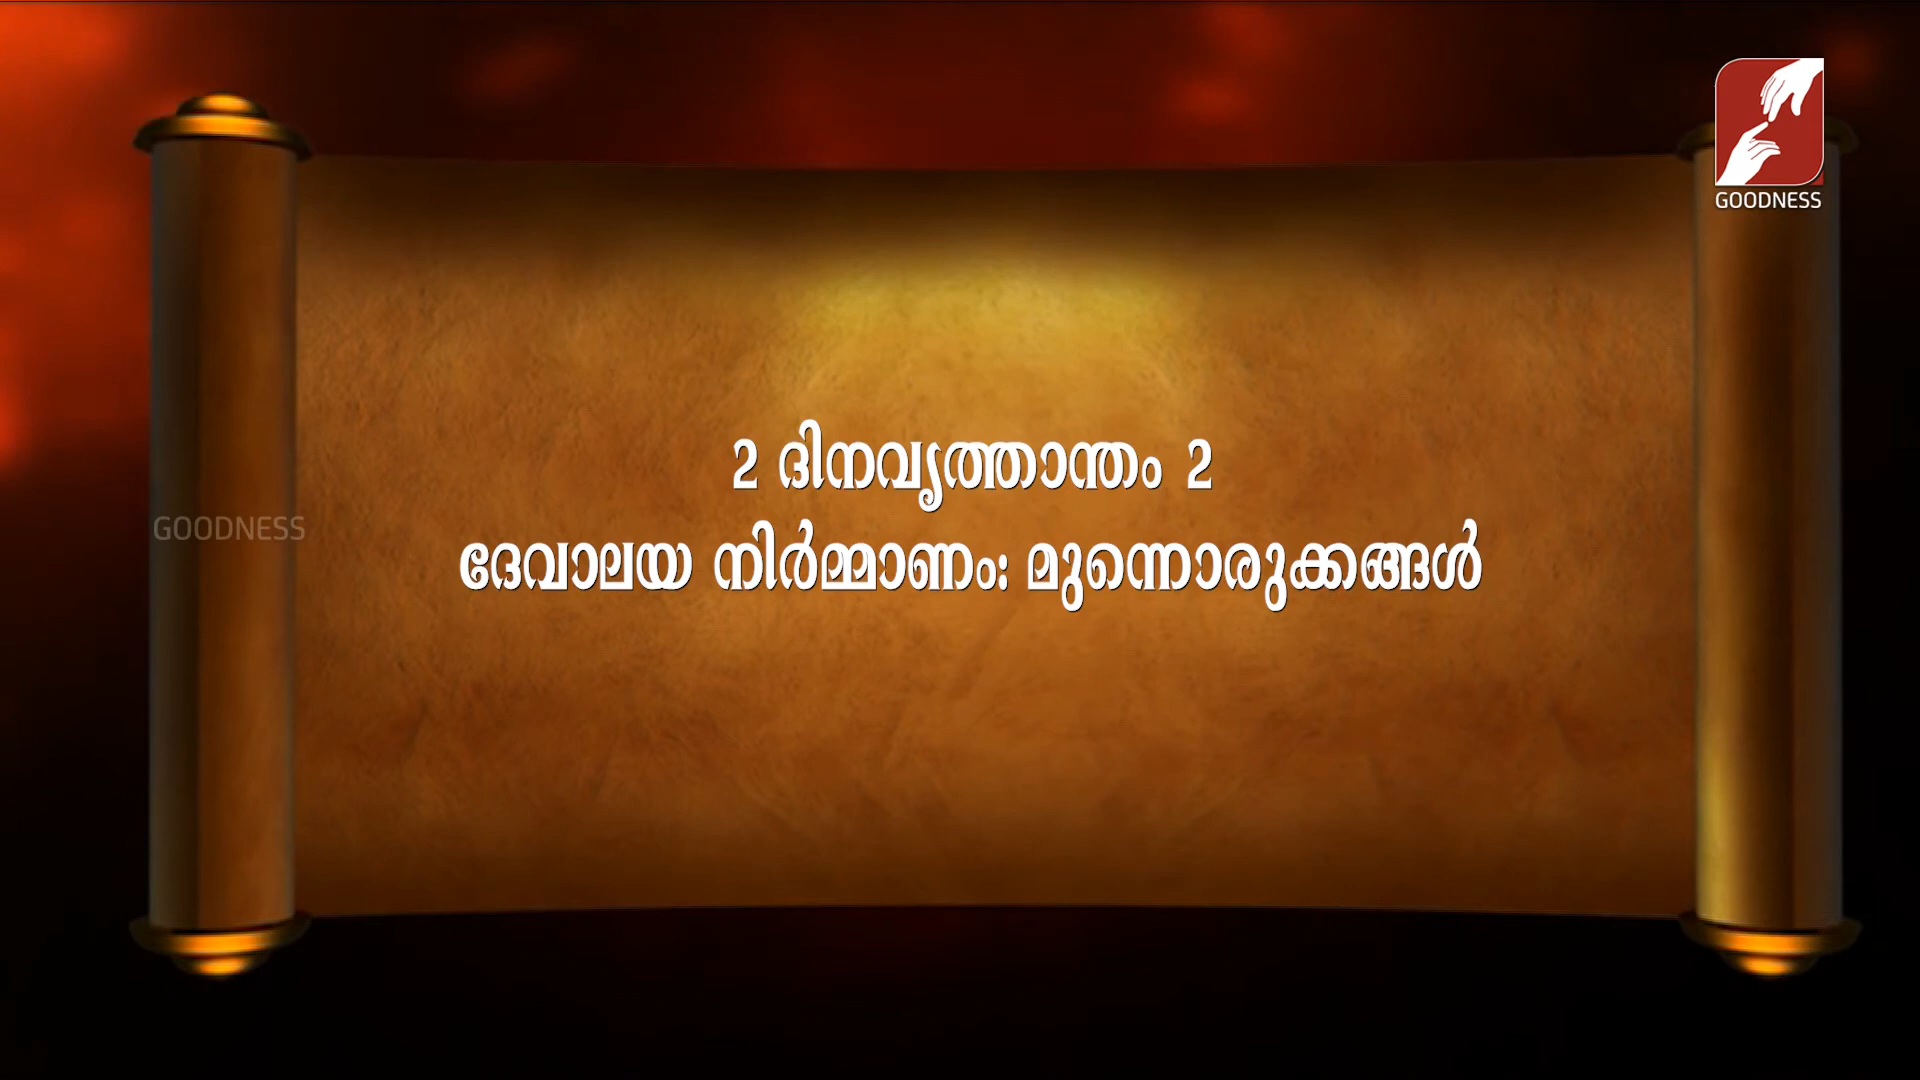 GOODNESS
2 ദിനവൃത്താന്തം 2
GOODNESS
ദേവാലയ നിർമ്മാണം: മുന്നൊരുക്കങ്ങൾ